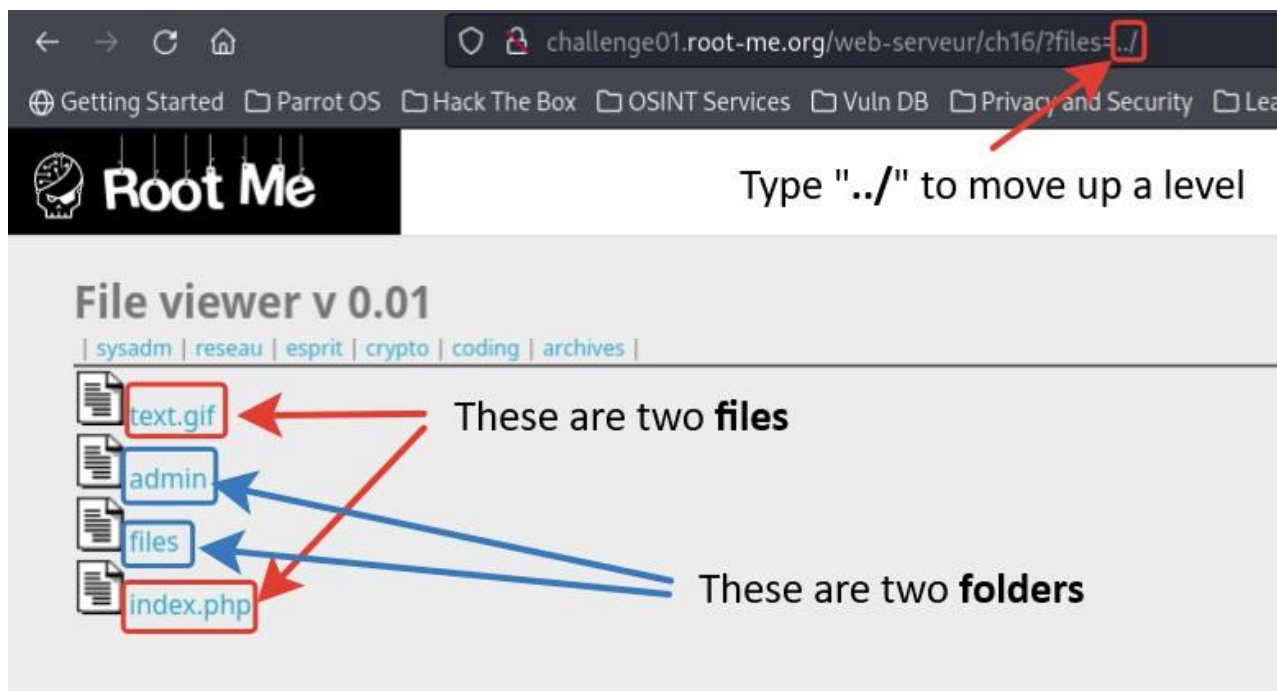 challenge01.root-me.org/web-serveur/ch16/?files=../
Getting Started Parrot OS Hack The Box OSINT Services Vuln DB Privacy and Security Lea
Root Me
Type "../" to move up a level
File viewer v 0.01
| sysadm | reseau | esprit | crypto | coding | archives |
text.gif
These are two files
admin
files
These are two folders
index.php